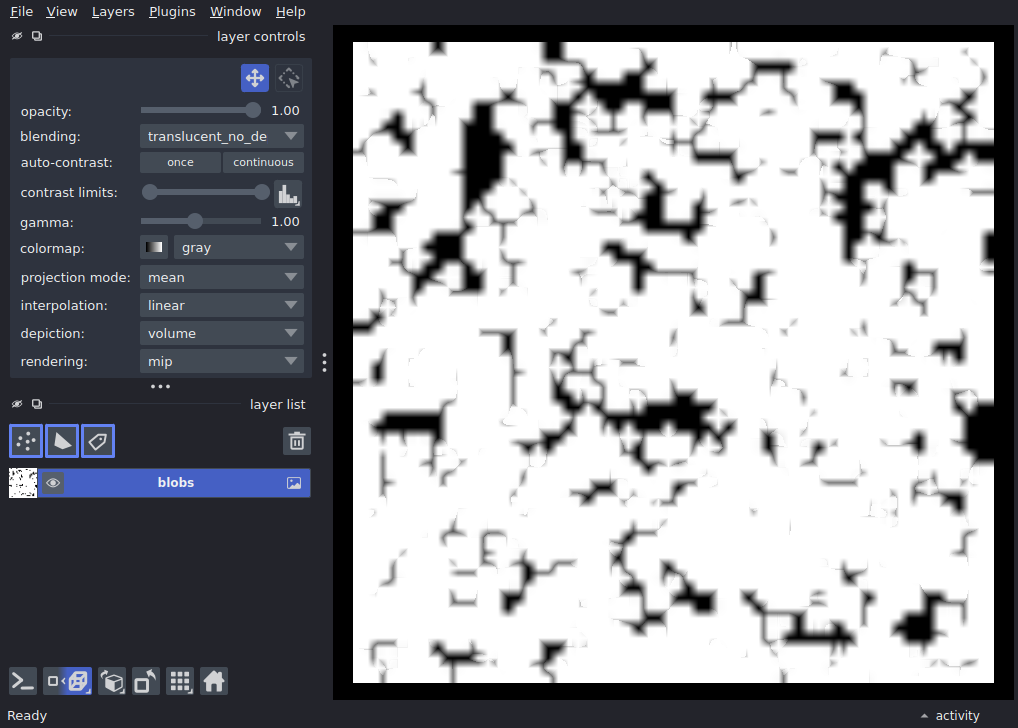 File View Layers Plugins Window Help
layer controls
opacity: 1.00
blending: translucent_no_de
auto-contrast: once continuous
contrast limits:
gamma: 1.00
colormap: gray
projection mode: mean
interpolation: linear
depiction: volume
rendering: mip
layer list
blobs
Ready activity